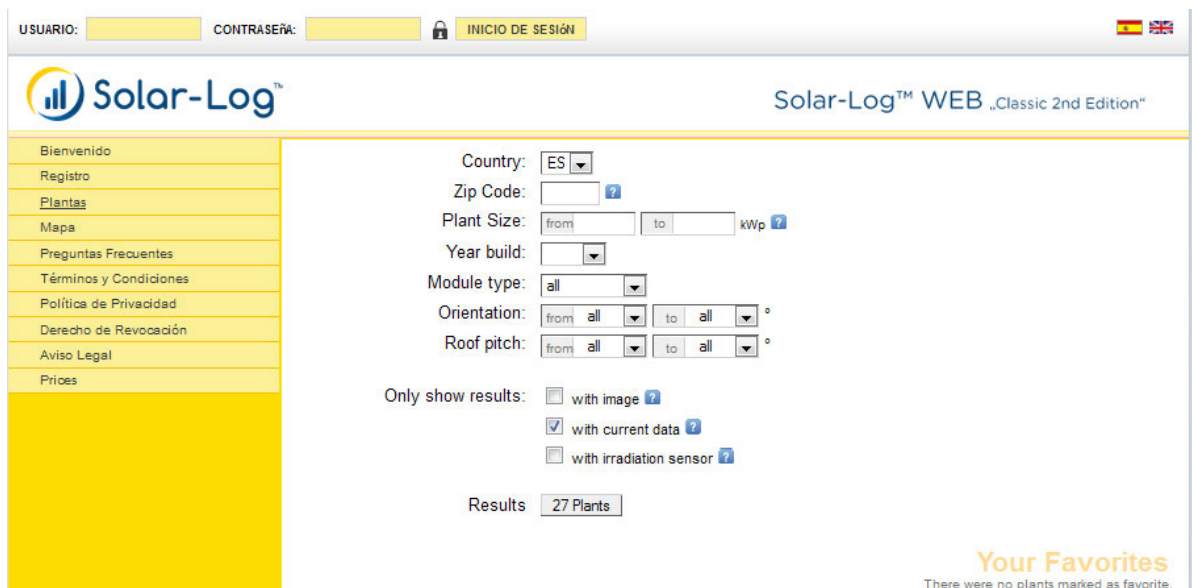 USUARIO: CONTRASEñA: INICIO DE SESIóN
Solar-Log™
Solar-Log™ WEB „Classic 2nd Edition“
Bienvenido
Registro
Plantas
Mapa
Preguntas Frecuentes
Términos y Condiciones
Política de Privacidad
Derecho de Revocación
Aviso Legal
Prices
Country: ES
Zip Code: ?
Plant Size: from to kWp ?
Year build:
Module type: all
Orientation: from all to all °
Roof pitch: from all to all °
Only show results: with image ?
with current data ?
with irradiation sensor ?
Results 27 Plants
Your Favorites
There were no plants marked as favorite.